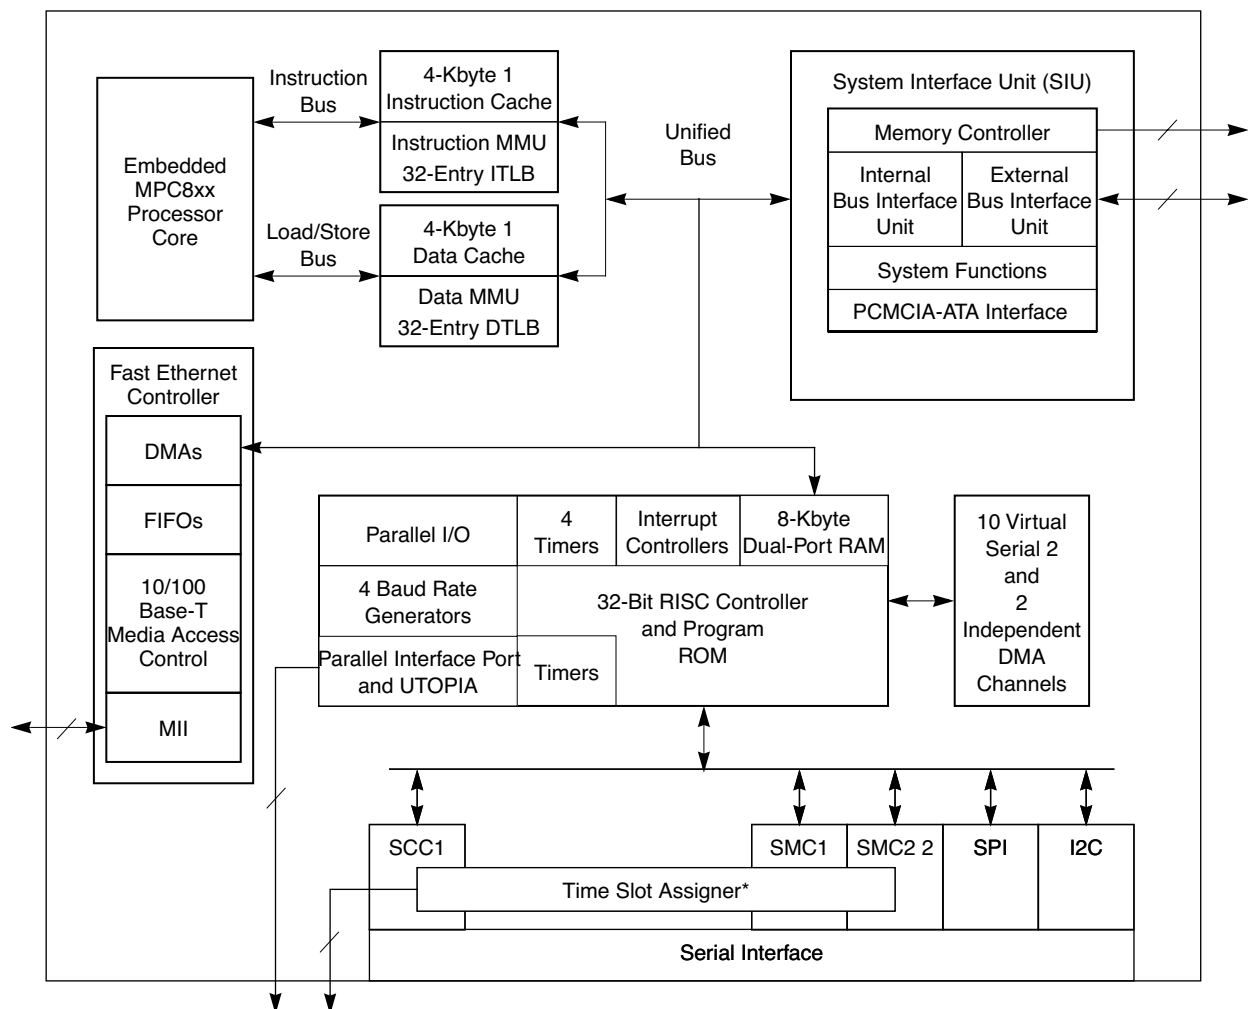 Instruction
Bus
4-Kbyte 1
Instruction Cache
Instruction MMU
32-Entry ITLB
Embedded
MPC8xx
Processor
Core
Load/Store
Bus
4-Kbyte 1
Data Cache
Data MMU
32-Entry DTLB
Unified
Bus
System Interface Unit (SIU)
Memory Controller
Internal
Bus Interface
Unit
External
Bus Interface
Unit
System Functions
PCMCIA-ATA Interface
Fast Ethernet
Controller
DMAs
FIFOs
10/100
Base-T
Media Access
Control
MII
Parallel I/O
4
Timers
Interrupt
Controllers
8-Kbyte
Dual-Port RAM
4 Baud Rate
Generators
32-Bit RISC Controller
and Program
ROM
Parallel Interface Port
and UTOPIA
Timers
10 Virtual
Serial 2
and
2
Independent
DMA
Channels
SCC1
SMC1
SMC2 2
SPI
I2C
Time Slot Assigner*
Serial Interface